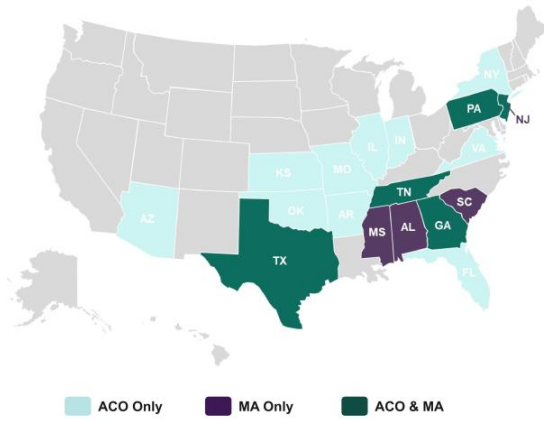 NY
PA
NJ
IL
IN
VA
KS
MO
TN
AZ
OK
AR
SC
MS
AL
GA
TX
FL
ACO Only
MA Only
ACO & MA